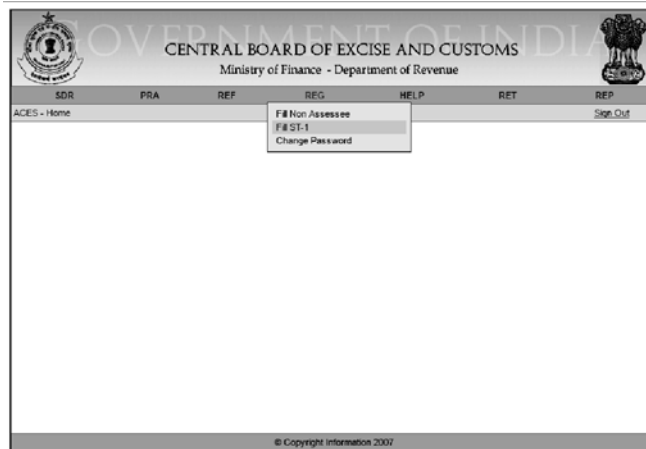 GOVERNMENT OF INDIA
CENTRAL BOARD OF EXCISE AND CUSTOMS
Ministry of Finance - Department of Revenue
SDR PRA REF REG HELP RET REP
ACES - Home Sign Out
Fill Non Assessee
Fill ST-1
Change Password
© Copyright Information 2007